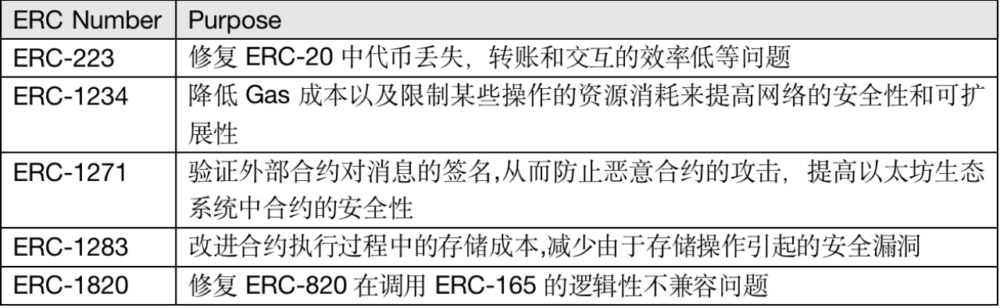 ERC Number Purpose
ERC-223 修复 ERC-20 中代币丢失，转账和交互的效率低等问题
ERC-1234 降低 Gas 成本以及限制某些操作的资源消耗来提高网络的安全性和可扩
展性
ERC-1271 验证外部合约对消息的签名,从而防止恶意合约的攻击，提高以太坊生态
系统中合约的安全性
ERC-1283 改进合约执行过程中的存储成本,减少由于存储操作引起的安全漏洞
ERC-1820 修复 ERC-820 在调用 ERC-165 的逻辑性不兼容问题